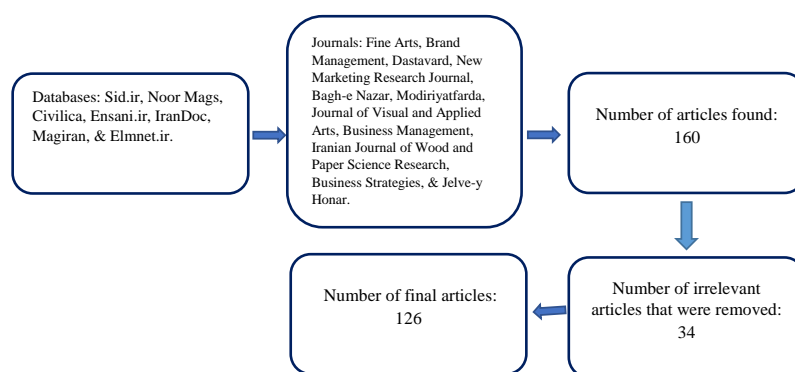 Databases: Sid.ir, Noor Mags,
Civilica, Ensani.ir, IranDoc,
Magiran, & Elmnet.ir.
Journals: Fine Arts, Brand
Management, Dastavard, New
Marketing Research Journal,
Bagh-e Nazar, Modiriyatfarda,
Journal of Visual and Applied
Arts, Business Management,
Iranian Journal of Wood and
Paper Science Research,
Business Strategies, & Jelve-y
Honar.
Number of articles found:
160
Number of irrelevant
articles that were removed:
34
Number of final articles:
126